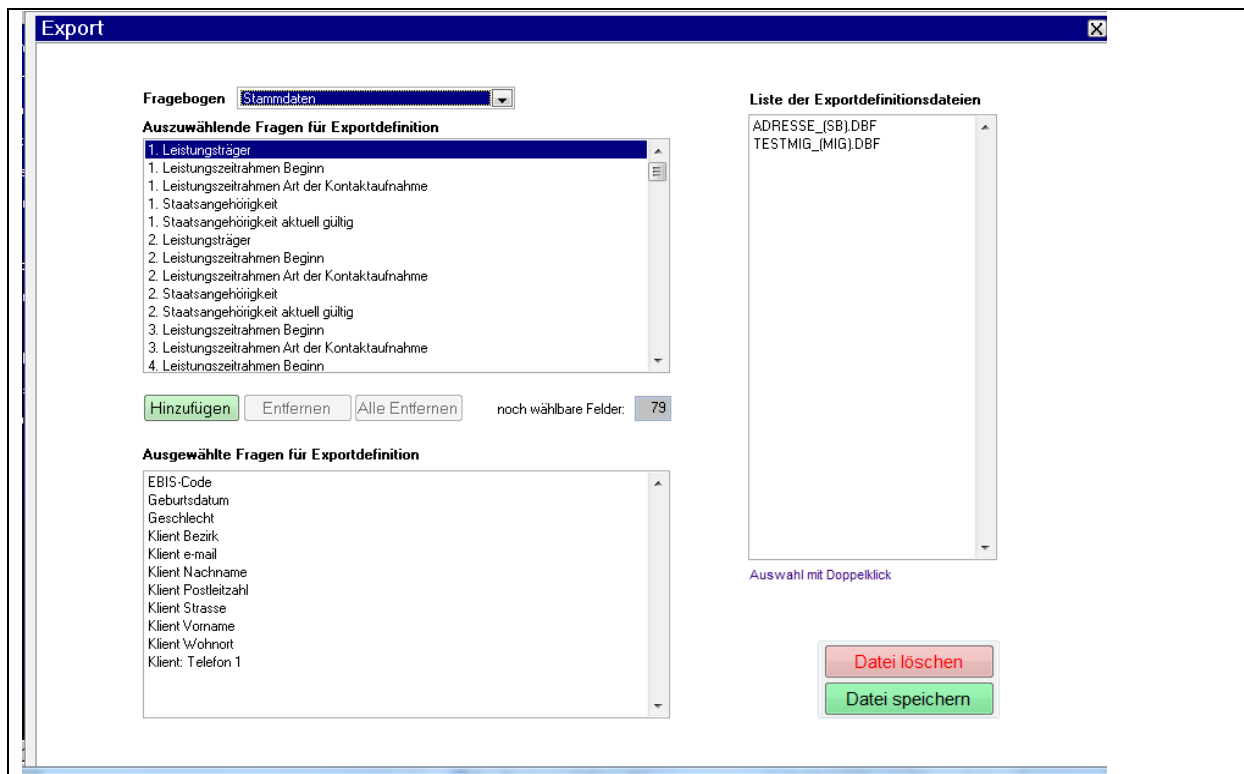 Export
Fragebogen Stammdaten
Auszuwählende Fragen für Exportdefinition
1. Leistungsträger
1. Leistungszeitrahmen Beginn
1. Leistungszeitrahmen Art der Kontaktaufnahme
1. Staatsangehörigkeit
1. Staatsangehörigkeit aktuell gültig
2. Leistungsträger
2. Leistungszeitrahmen Beginn
2. Leistungszeitrahmen Art der Kontaktaufnahme
2. Staatsangehörigkeit
2. Staatsangehörigkeit aktuell gültig
3. Leistungszeitrahmen Beginn
3. Leistungszeitrahmen Art der Kontaktaufnahme
4. Leistungszeitrahmen Beginn
Hinzufügen Entfernen Alle Entfernen noch wählbare Felder: 79
Ausgewählte Fragen für Exportdefinition
EBIS-Code
Geburtsdatum
Geschlecht
Klient Bezirk
Klient e-mail
Klient Nachname
Klient Postleitzahl
Klient Strasse
Klient Vorname
Klient Wohnort
Klient: Telefon 1
Liste der Exportdefinitionsdateien
ADRESSE_(SB).DBF
TESTMIG_(MIG).DBF
Auswahl mit Doppelklick
Datei löschen
Datei speichern